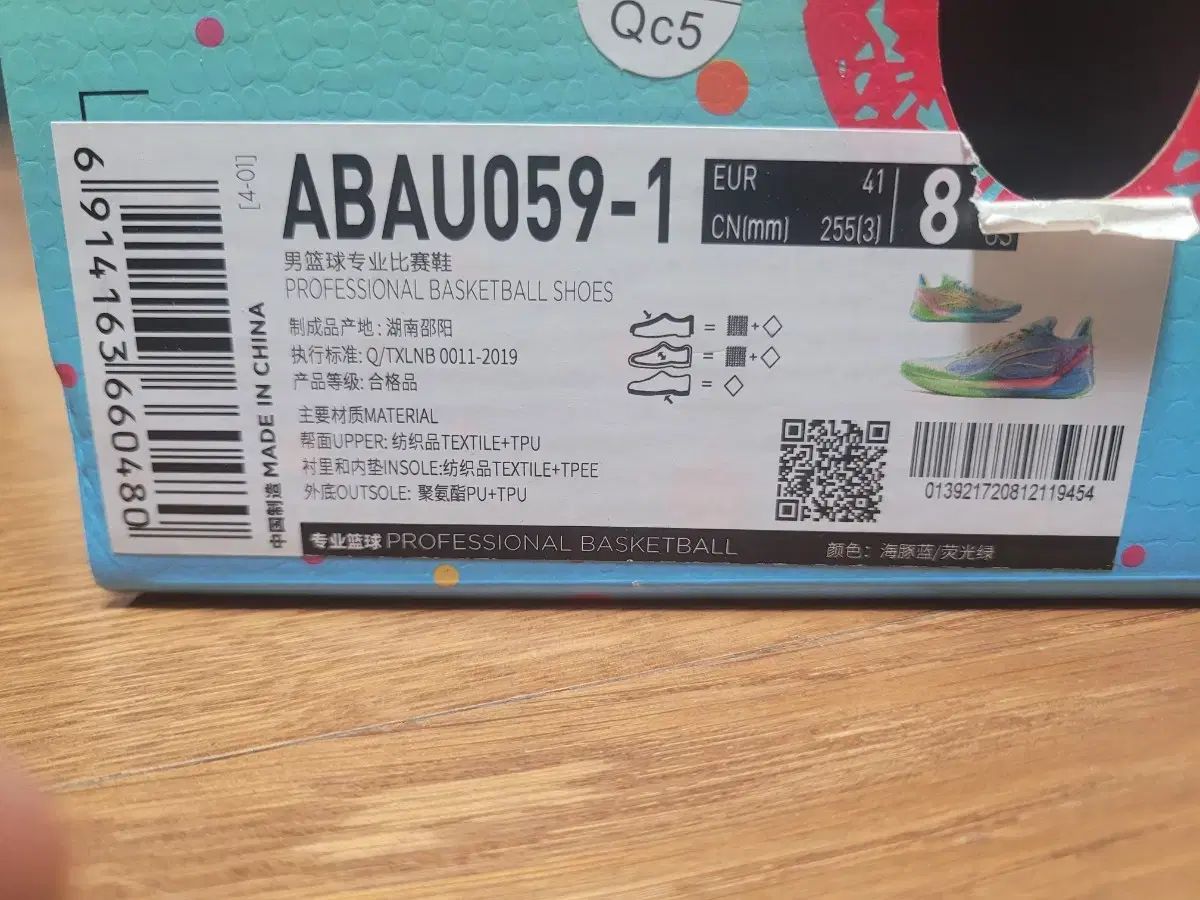 Qc5
6914163660480
中国制造 MADE IN CHINA
[4-01]
ABAU059-1
EUR 41
CN(mm) 255(3)
8
男篮球专业比赛鞋
PROFESSIONAL BASKETBALL SHOES
制成品产地: 湖南邵阳
执行标准: Q/TXLNB 0011-2019
产品等级: 合格品
主要材质MATERIAL
帮面UPPER: 纺织品TEXTILE+TPU
衬里和内垫INSOLE:纺织品TEXTILE+TPEE
外底OUTSOLE: 聚氨酯PU+TPU
013921720812119454
专业篮球 PROFESSIONAL BASKETBALL
颜色: 海豚蓝/荧光绿